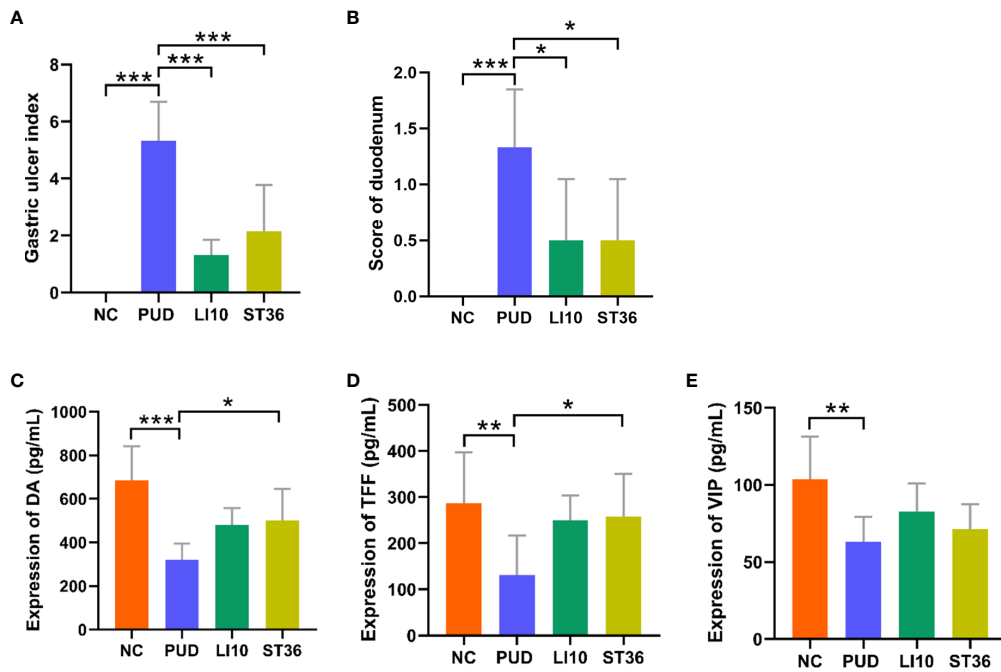 A
Gastric ulcer index
8
6
4
2
0
***
***
***
NC PUD LI10 ST36
B
Score of duodenum
2.0
1.5
1.0
0.5
0.0
*
*
***
NC PUD LI10 ST36
C
Expression of DA (pg/mL)
1000
800
600
400
200
0
***
*
NC PUD LI10 ST36
D
Expression of TFF (pg/mL)
500
400
300
200
100
0
**
*
NC PUD LI10 ST36
E
Expression of VIP (pg/mL)
150
100
50
0
**
NC PUD LI10 ST36